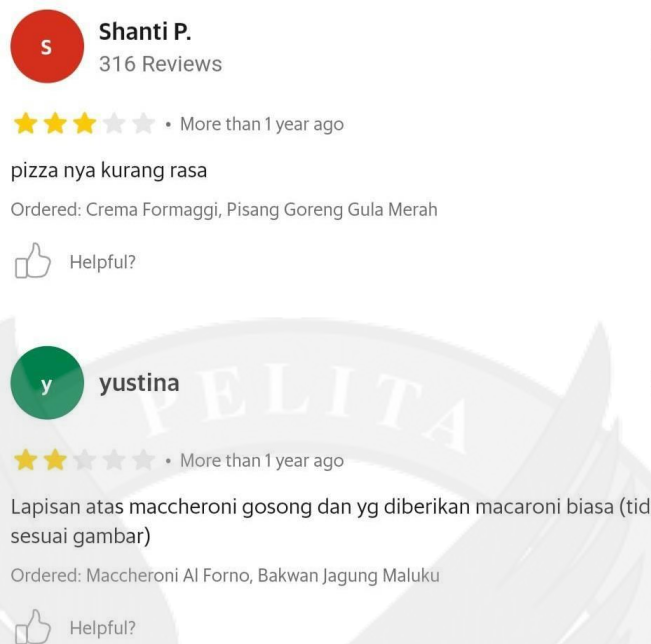 S
Shanti P.
316 Reviews
• More than 1 year ago
pizza nya kurang rasa
Ordered: Crema Formaggi, Pisang Goreng Gula Merah
Helpful?
PELITA
y
yustina
• More than 1 year ago
Lapisan atas maccheroni gosong dan yg diberikan macaroni biasa (tid
sesuai gambar)
Ordered: Maccheroni Al Forno, Bakwan Jagung Maluku
Helpful?